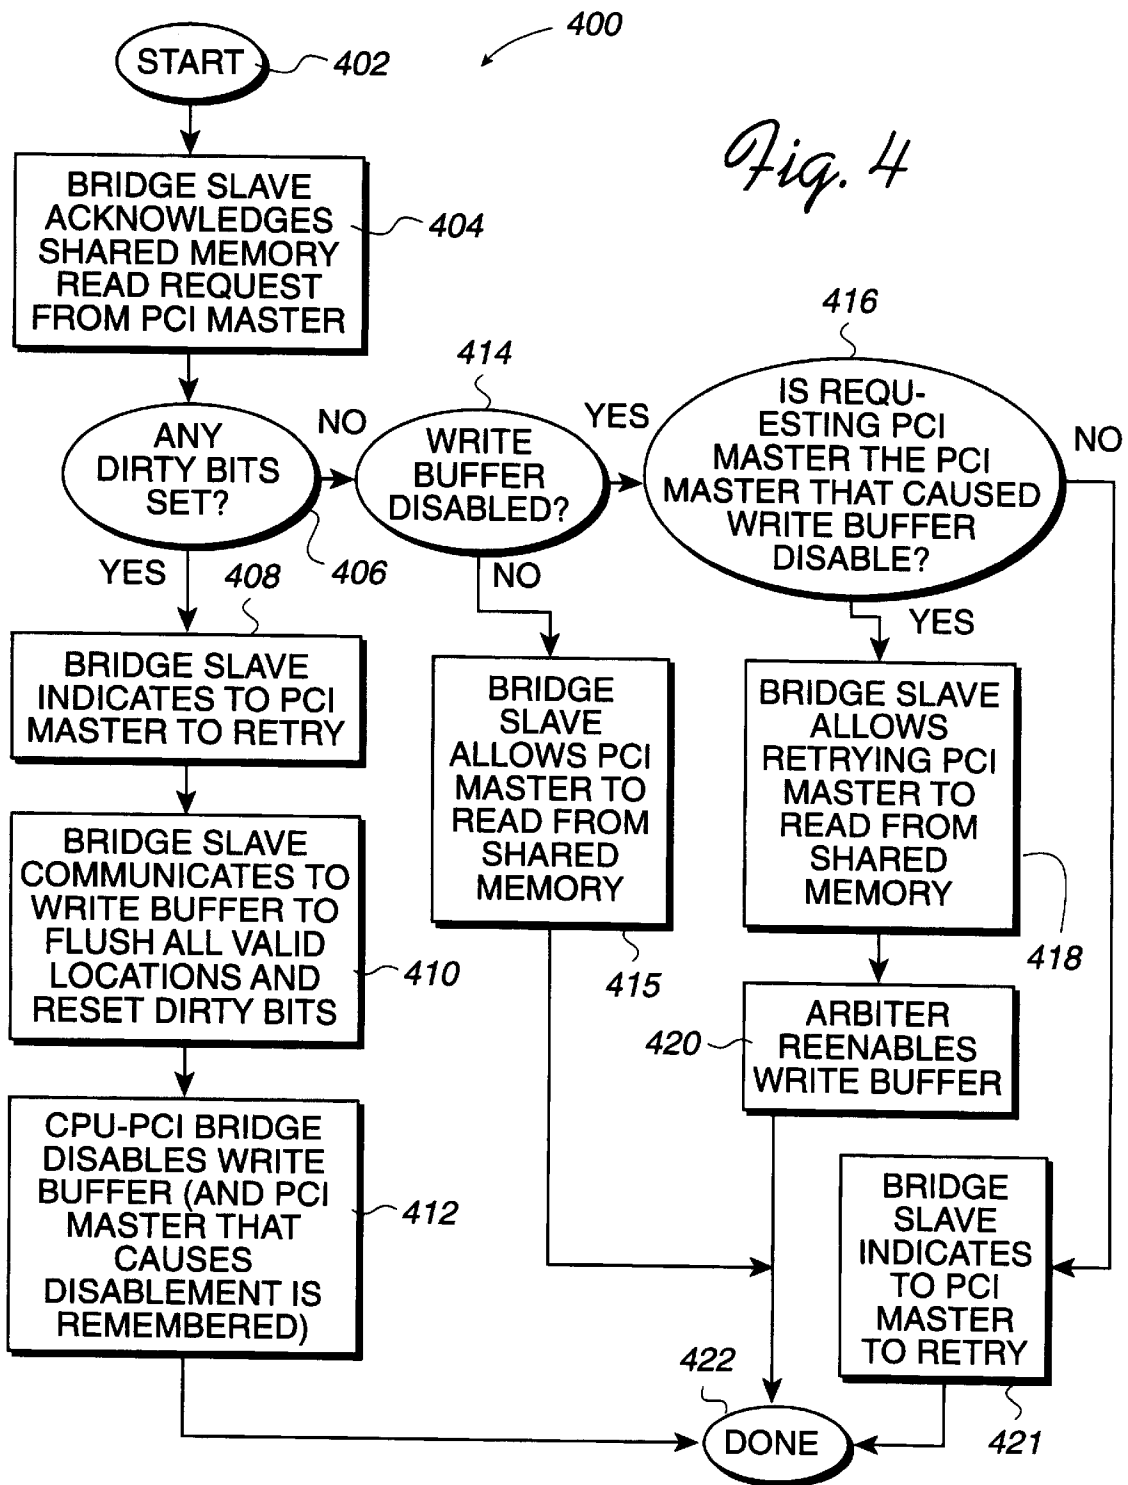 400
START
402
Fig. 4
BRIDGE SLAVE
ACKNOWLEDGES
SHARED MEMORY
READ REQUEST
FROM PCI MASTER
404
ANY
DIRTY BITS
SET?
406
NO
YES
414
WRITE
BUFFER
DISABLED?
YES
NO
416
IS REQU-
ESTING PCI
MASTER THE PCI
MASTER THAT CAUSED
WRITE BUFFER
DISABLE?
NO
YES
408
BRIDGE SLAVE
INDICATES TO PCI
MASTER TO RETRY
BRIDGE SLAVE
COMMUNICATES TO
WRITE BUFFER TO
FLUSH ALL VALID
LOCATIONS AND
RESET DIRTY BITS
410
CPU-PCI BRIDGE
DISABLES WRITE
BUFFER (AND PCI
MASTER THAT
CAUSES
DISABLEMENT IS
REMEMBERED)
412
BRIDGE
SLAVE
ALLOWS PCI
MASTER TO
READ FROM
SHARED
MEMORY
415
BRIDGE SLAVE
ALLOWS
RETRYING PCI
MASTER TO
READ FROM
SHARED
MEMORY
418
420
ARBITER
REENABLES
WRITE BUFFER
BRIDGE
SLAVE
INDICATES
TO PCI
MASTER
TO RETRY
421
422
DONE